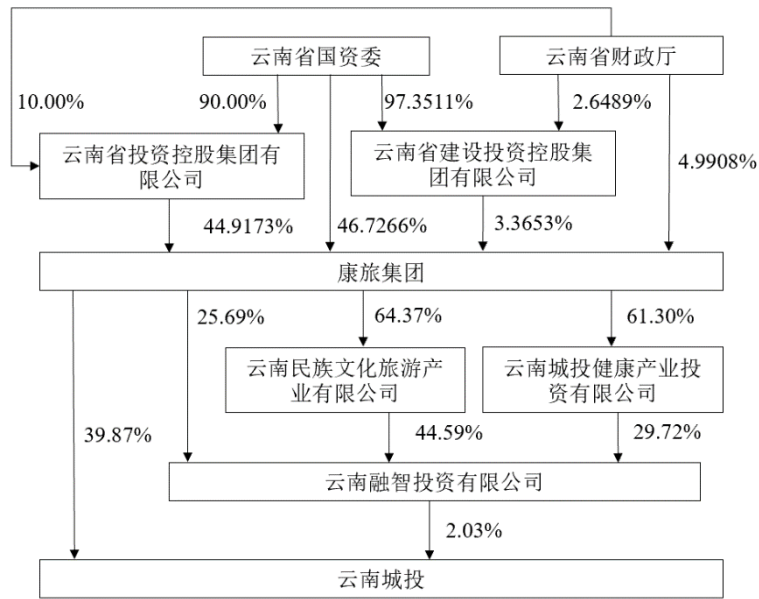 云南省国资委
云南省财政厅
10.00%
90.00%
97.3511%
2.6489%
云南省投资控股集团有
限公司
云南省建设投资控股集
团有限公司
4.9908%
44.9173%
46.7266%
3.3653%
康旅集团
25.69%
64.37%
61.30%
云南民族文化旅游产
业有限公司
云南城投健康产业投
资有限公司
39.87%
44.59%
29.72%
云南融智投资有限公司
2.03%
云南城投